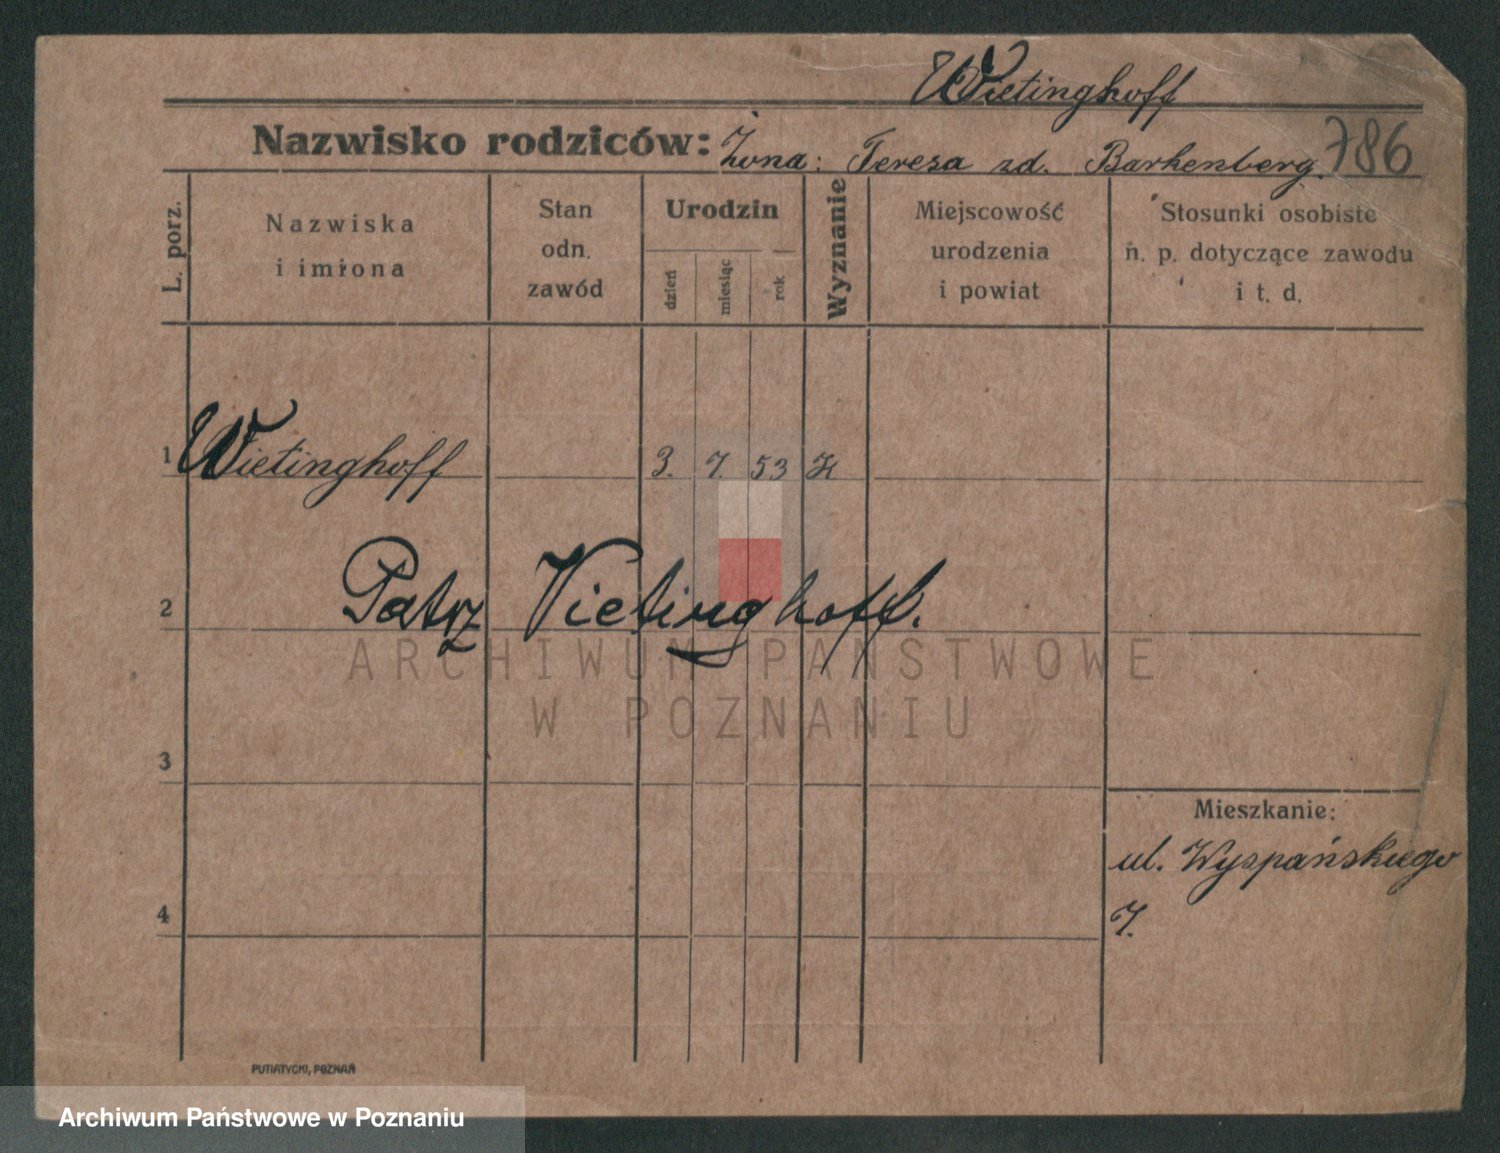 Wietinghoff
Nazwisko rodziców: Żona: Teresa zd. Barkenberg. 786
L. porz.
Nazwiska
i imiona
Stan
odn.
zawód
Urodzin
dzień
miesiąc
rok
Wyznanie
Miejscowość
urodzenia
i powiat
Stosunki osobiste
n. p. dotyczące zawodu
i t. d.
1 Wietinghoff 3. 7. 53
2 Patrz Vietinghoff.
ARCHIWUM PAŃSTWOWE
W POZNANIU
3
Mieszkanie:
ul. Wyspańskiego
7.
4
PUTIATYCKI, POZNAŃ
Archiwum Państwowe w Poznaniu